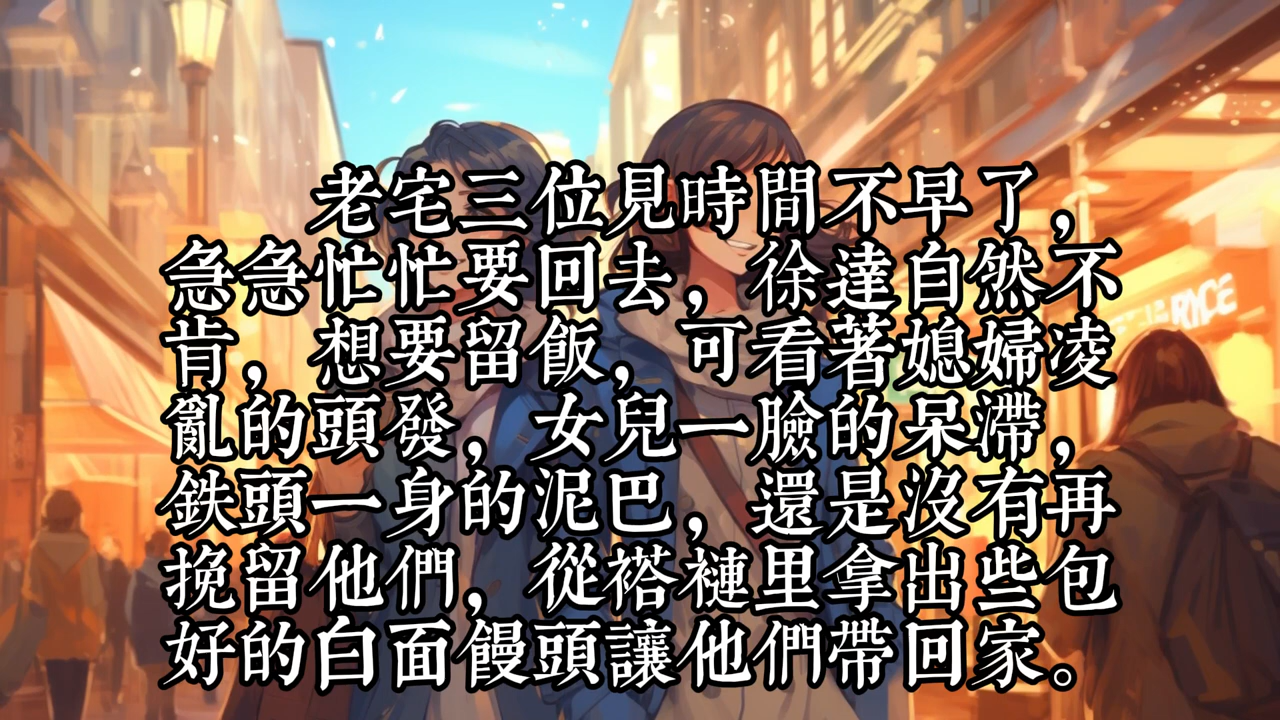 老宅三位見時間不早了，
急急忙忙要回去，徐達自然不
肯，想要留飯，可看著媳婦凌
亂的頭發，女兒一臉的呆滯，
鉄頭一身的泥巴，還是沒有再
挽留他們，從褡褳里拿出些包
好的白面饅頭讓他們帶回家。